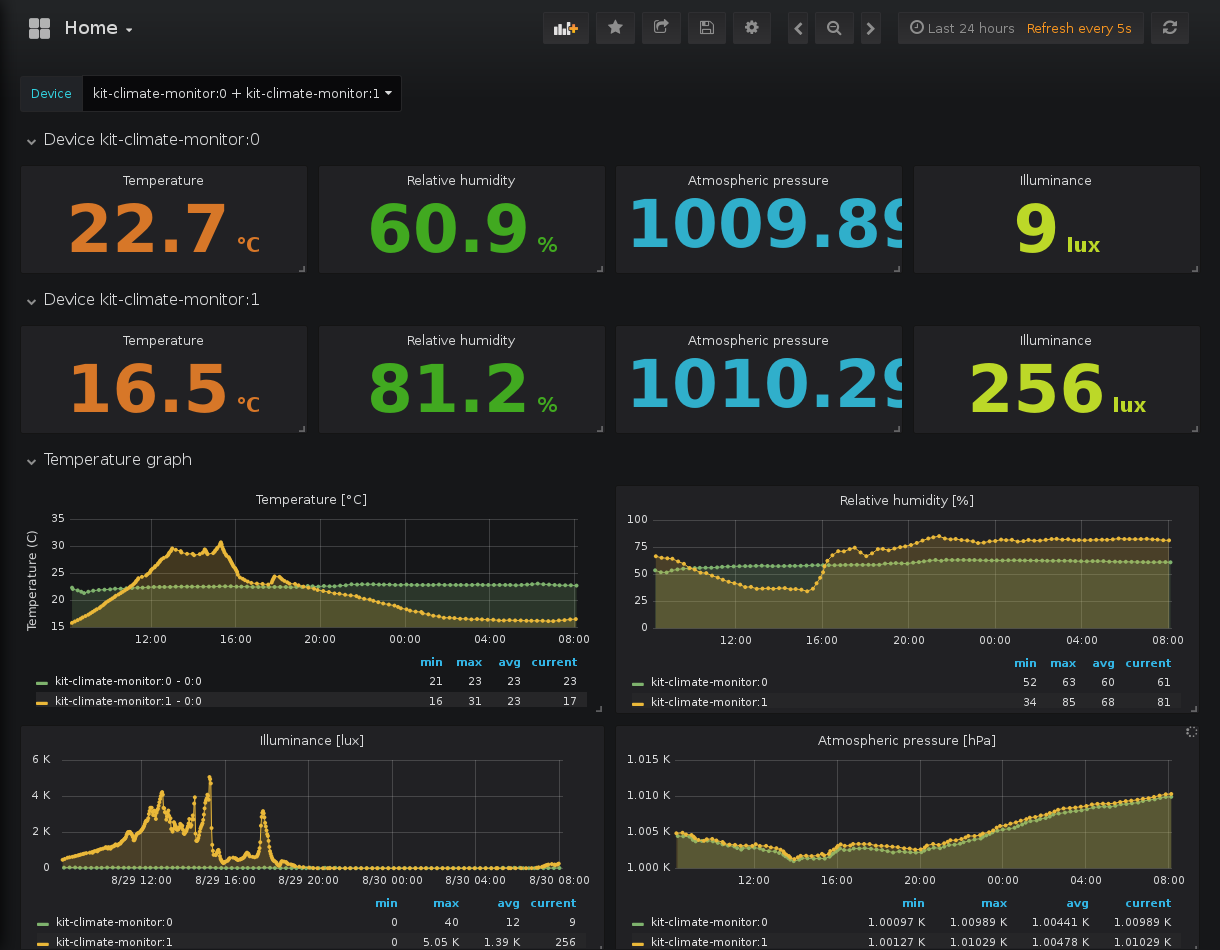 Home
Last 24 hours Refresh every 5s
Device kit-climate-monitor:0 + kit-climate-monitor:1
Device kit-climate-monitor:0
Temperature Relative humidity Atmospheric pressure Illuminance
22.7 °C 60.9 % 1009.89 9 lux
Device kit-climate-monitor:1
Temperature Relative humidity Atmospheric pressure Illuminance
16.5 °C 81.2 % 1010.29 256 lux
Temperature graph
Temperature [°C]
Temperature (C)
35
30
25
20
15
12:00 16:00 20:00 00:00 04:00 08:00
min max avg current
kit-climate-monitor:0 - 0:0 21 23 23 23
kit-climate-monitor:1 - 0:0 16 31 23 17
Relative humidity [%]
100
75
50
25
0
12:00 16:00 20:00 00:00 04:00 08:00
min max avg current
kit-climate-monitor:0 52 63 60 61
kit-climate-monitor:1 34 85 68 81
Illuminance [lux]
6 K
4 K
2 K
0
8/29 12:00 8/29 16:00 8/29 20:00 8/30 00:00 8/30 04:00 8/30 08:00
min max avg current
kit-climate-monitor:0 0 40 12 9
kit-climate-monitor:1 0 5.05 K 1.39 K 256
Atmospheric pressure [hPa]
1.015 K
1.010 K
1.005 K
1.000 K
12:00 16:00 20:00 00:00 04:00 08:00
min max avg current
kit-climate-monitor:0 1.00097 K 1.00989 K 1.00441 K 1.00989 K
kit-climate-monitor:1 1.00127 K 1.01029 K 1.00478 K 1.01029 K